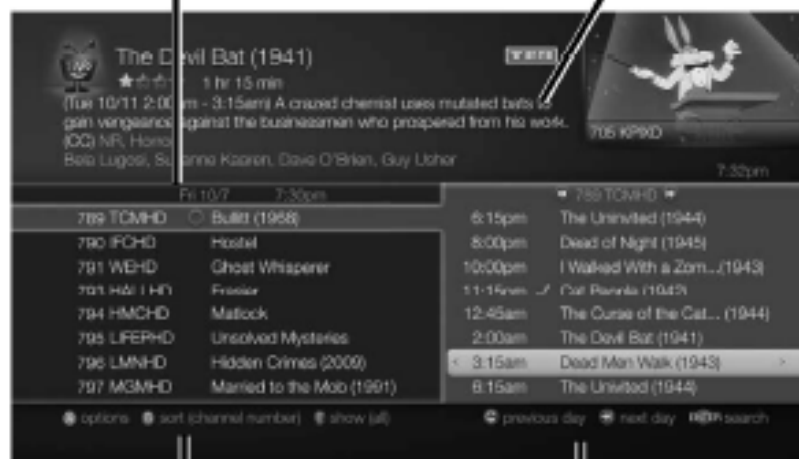 The Devil Bat (1941)
1 hr 15 min
(Tue 10/11 2:00am - 3:15am) A crazed chemist uses mutated bats to
gain vengeance against the businessmen who prospered from his work.
(CC) NR, Horror
Bela Lugosi, Suzanne Kaaren, Dave O'Brien, Guy Usher
705 KPIXD
7:32pm
Fri 10/7 7:30pm
789 TCMHD Bullitt (1968)
790 IFCHD Hostel
791 WEHD Ghost Whisperer
793 HALLHD Frasier
794 HMCHD Matlock
795 LIFEPHD Unsolved Mysteries
796 LMNHD Hidden Crimes (2009)
797 MGMHD Married to the Mob (1991)
789 TCMHD
6:15pm The Uninvited (1944)
8:00pm Dead of Night (1945)
10:00pm I Walked With a Zom...(1943)
11:15pm Cat People (1942)
12:45am The Curse of the Cat... (1944)
2:00am The Devil Bat (1941)
3:15am Dead Men Walk (1943)
6:15am The Univited (1944)
options sort (channel number) show (all)
previous day next day search